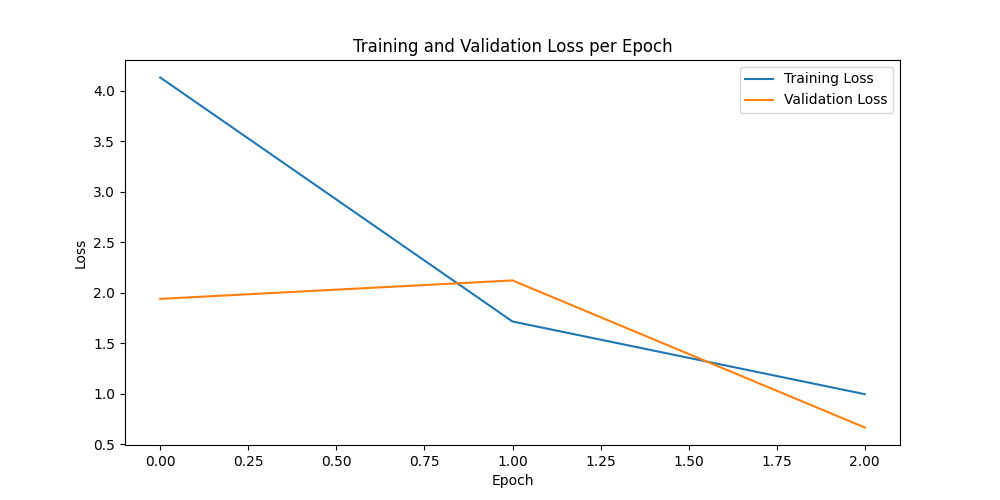 Training and Validation Loss per Epoch
Training Loss
Validation Loss
4.0
3.5
3.0
2.5
2.0
1.5
1.0
0.5
Loss
0.00 0.25 0.50 0.75 1.00 1.25 1.50 1.75 2.00
Epoch